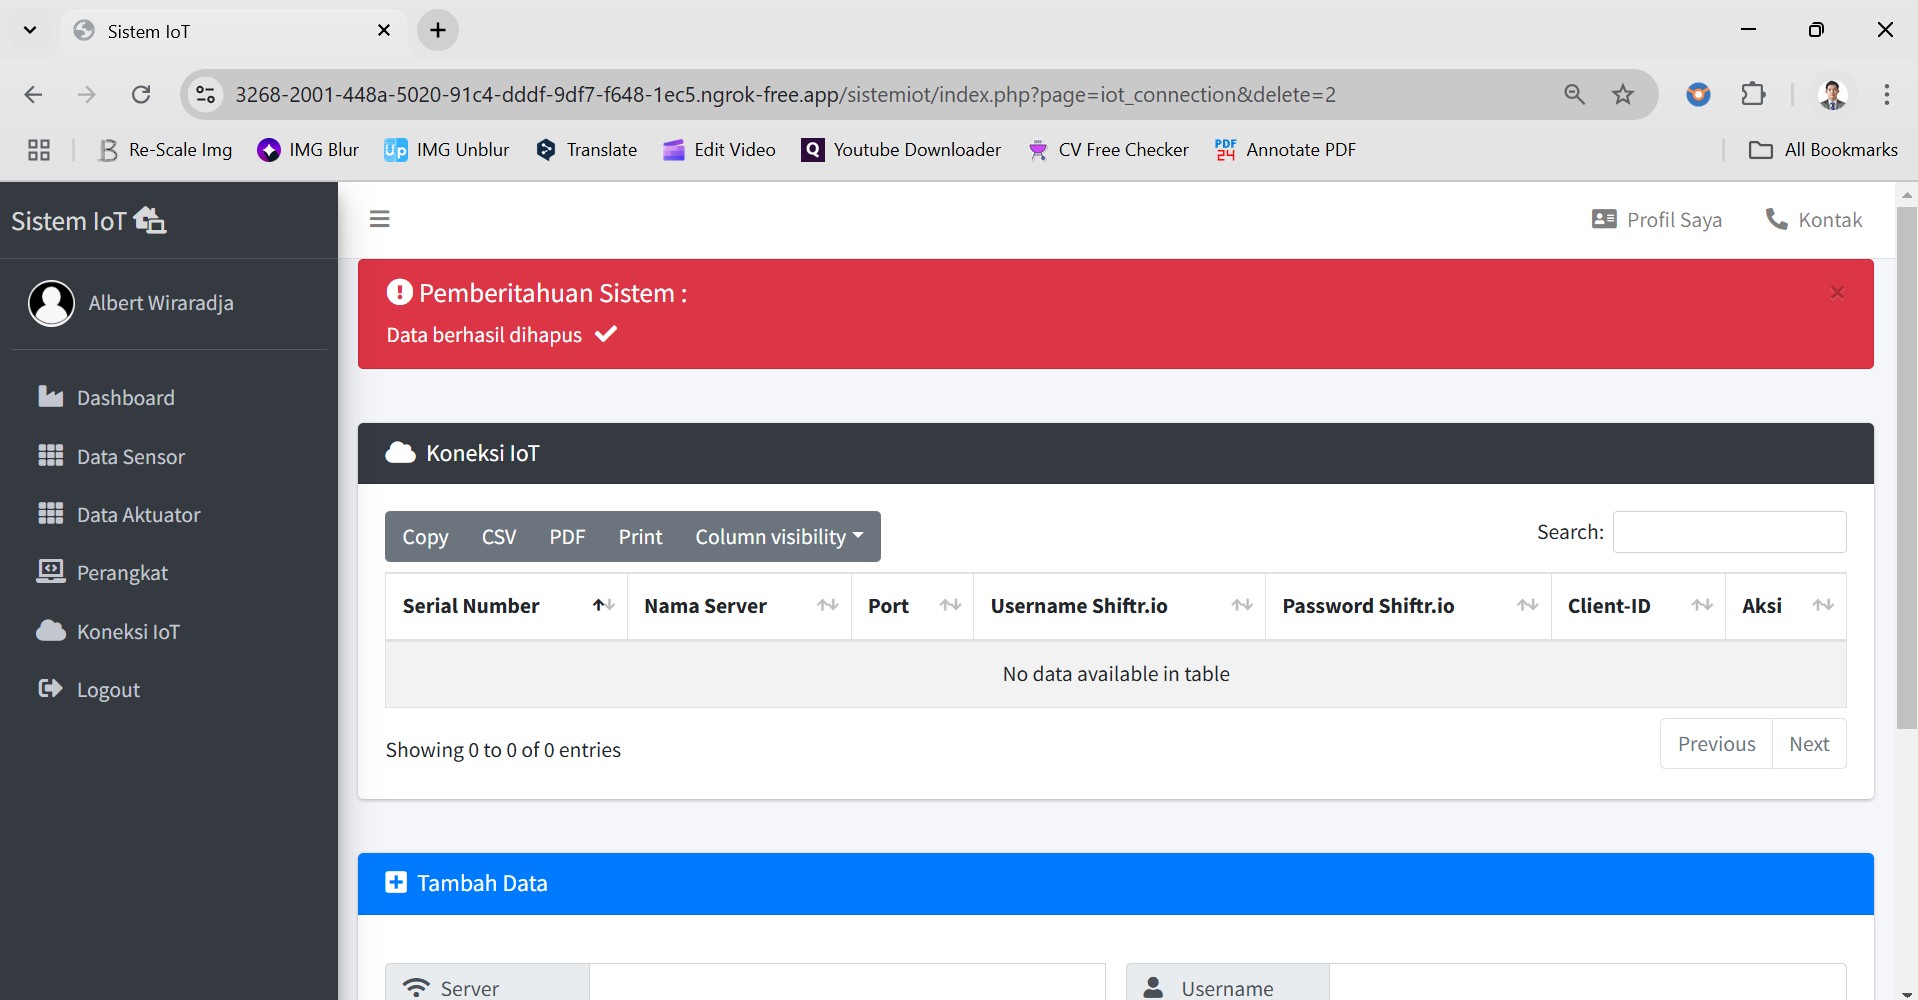 Sistem IoT
3268-2001-448a-5020-91c4-dddf-9df7-f648-1ec5.ngrok-free.app/sistemiot/index.php?page=iot_connection&delete=2
Re-Scale Img IMG Blur Up IMG Unblur Translate Edit Video Q Youtube Downloader CV Free Checker PDF 24 Annotate PDF All Bookmarks
Sistem IoT
Profil Saya Kontak
Albert Wiraradja
Dashboard
Data Sensor
Data Aktuator
Perangkat
Koneksi IoT
Logout
Pemberitahuan Sistem :
×
Data berhasil dihapus
Koneksi IoT
Copy CSV PDF Print Column visibility
Search:
Serial Number Nama Server Port Username Shiftr.io Password Shiftr.io Client-ID Aksi
No data available in table
Showing 0 to 0 of 0 entries
Previous Next
Tambah Data
Server Username